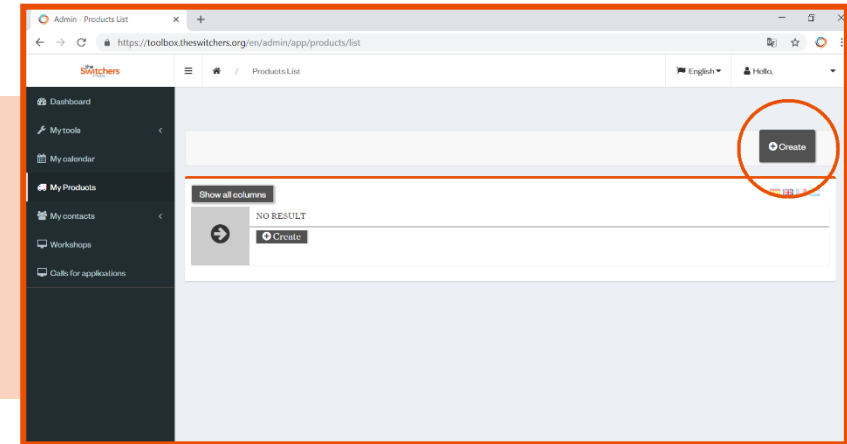 Admin - Products List
https://toolbox.theswitchers.org/en/admin/app/products/list
the Switchers
/ Products List
English
Hello,
Dashboard
My tools
My calendar
My Products
My contacts
Workshops
Calls for applications
Create
Show all columns
NO RESULT
Create